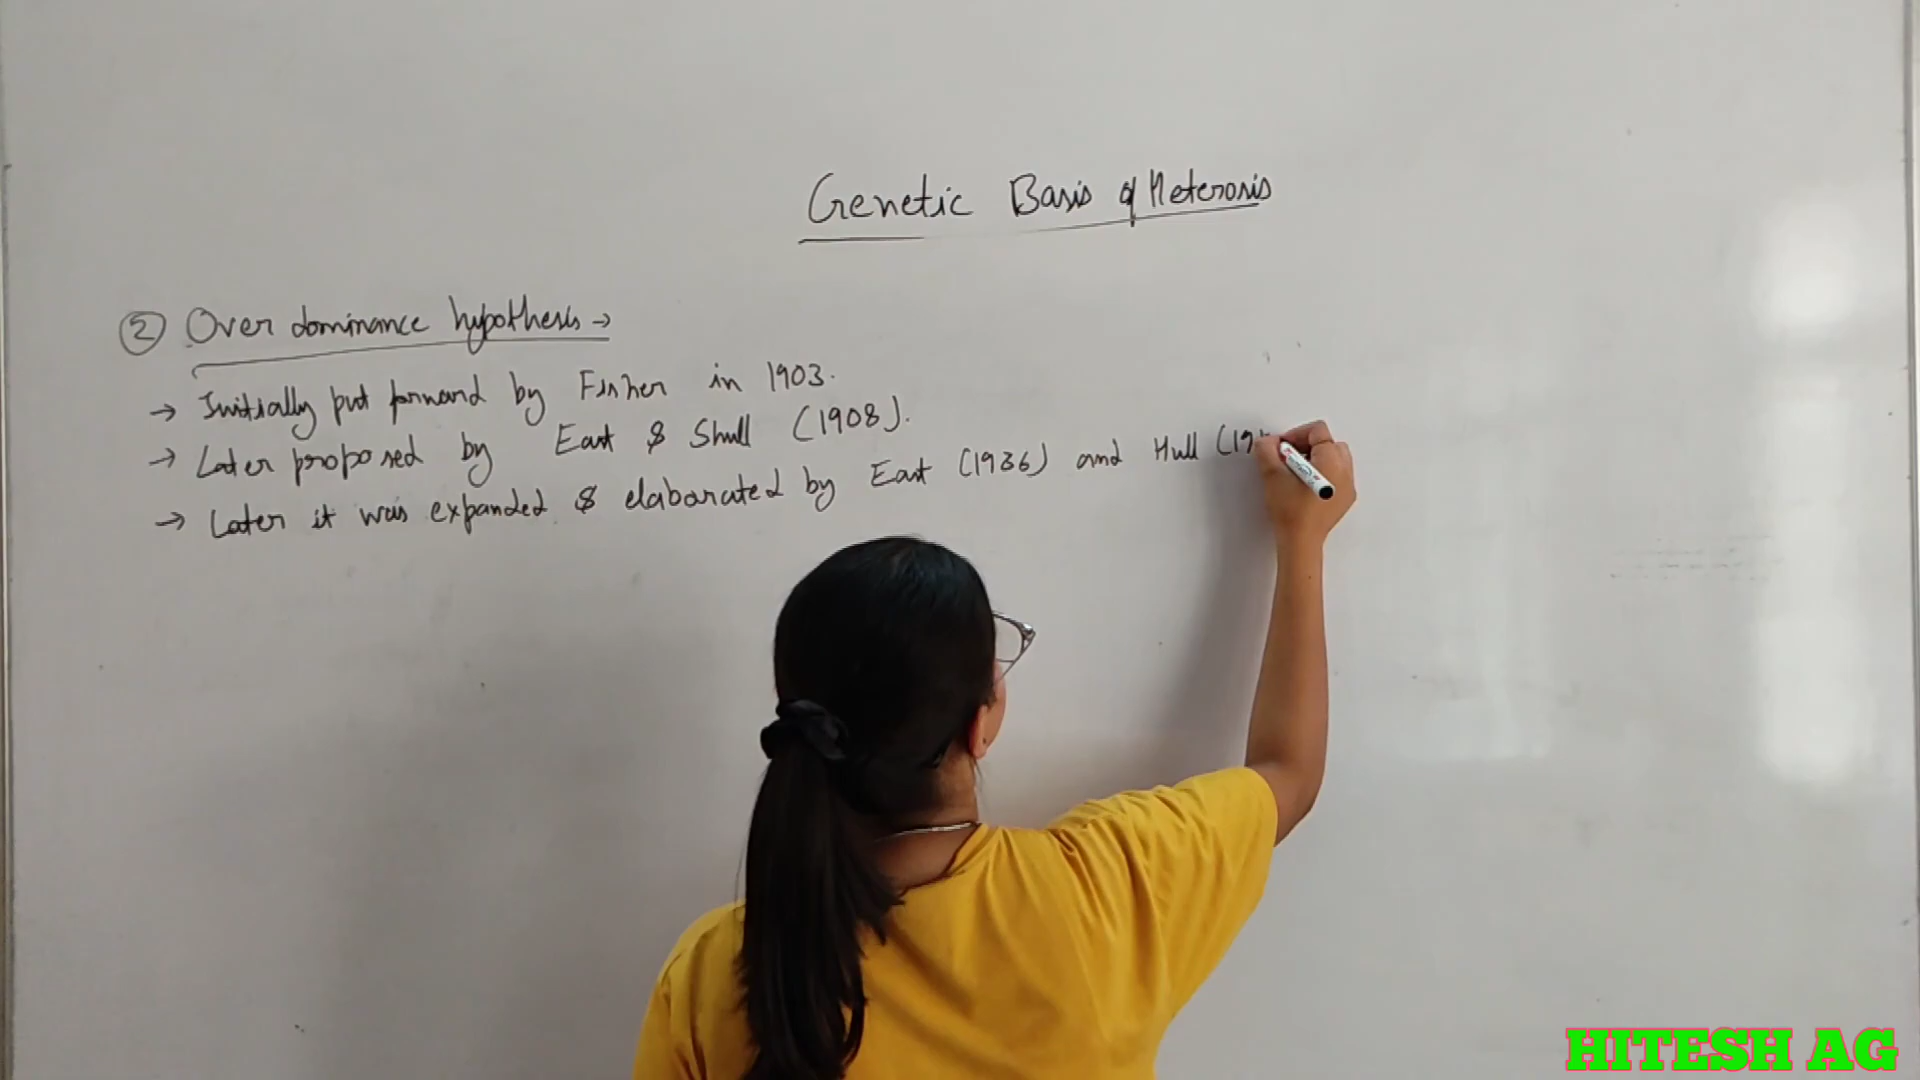 Genetic Basis of Heterosis
② Over dominance hypothesis →
→ Initially put forward by Fisher in 1903.
→ Later proposed by East & Shull (1908).
→ Later it was expanded & elaborated by East (1936) and Hull (19
HITESH AG